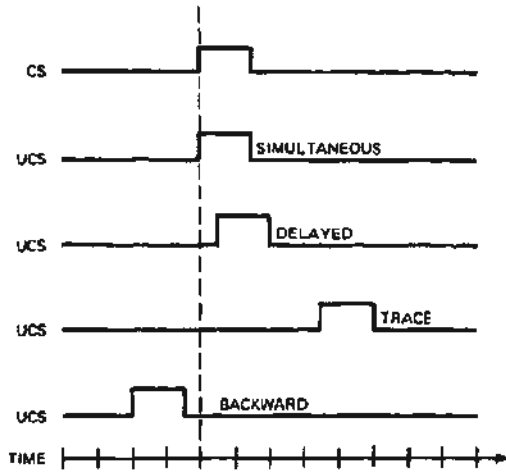 CS
UCS SIMULTANEOUS
UCS DELAYED
UCS TRACE
UCS BACKWARD
TIME